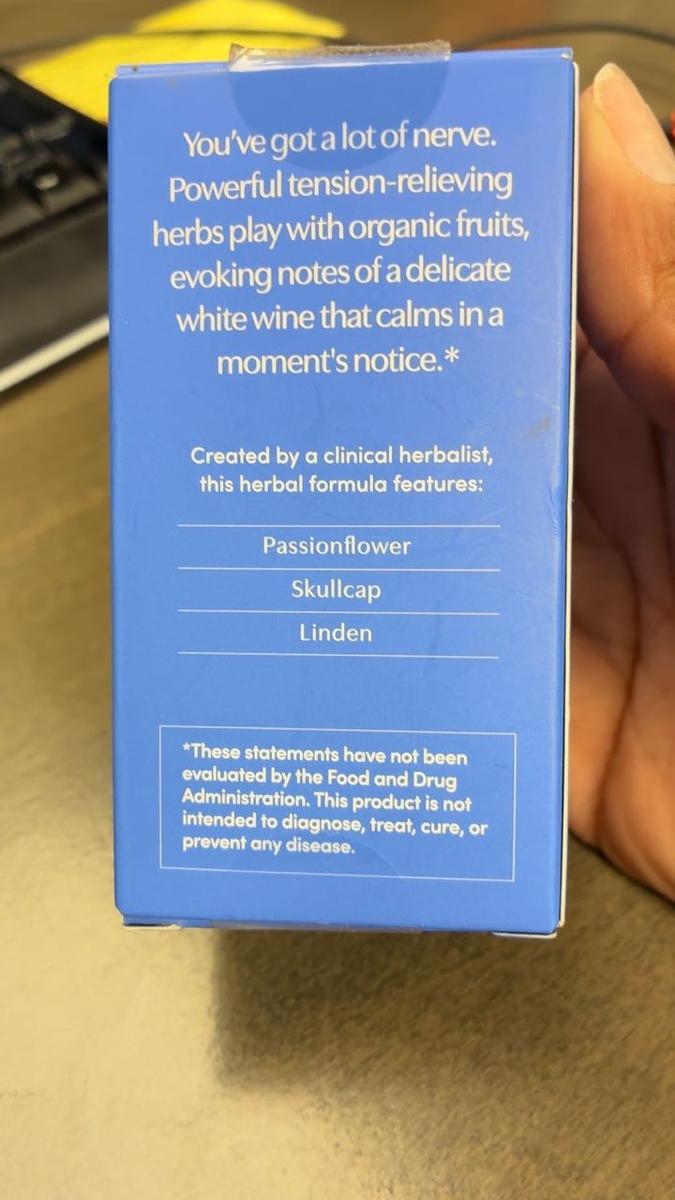 You've got a lot of nerve.
Powerful tension-relieving
herbs play with organic fruits,
evoking notes of a delicate
white wine that calms in a
moment's notice.*
Created by a clinical herbalist,
this herbal formula features:
Passionflower
Skullcap
Linden
*These statements have not been
evaluated by the Food and Drug
Administration. This product is not
intended to diagnose, treat, cure, or
prevent any disease.